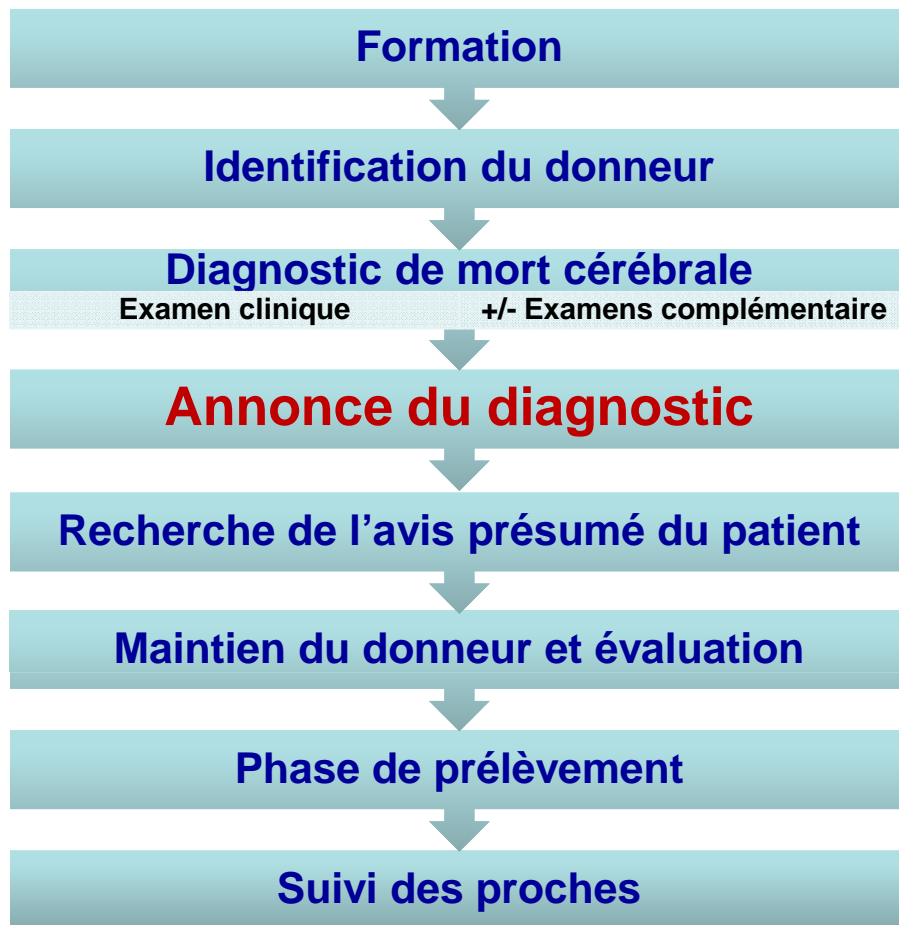 Formation
Identification du donneur
Diagnostic de mort cérébrale
Examen clinique +/- Examens complémentaire
Annonce du diagnostic
Recherche de l'avis présumé du patient
Maintien du donneur et évaluation
Phase de prélèvement
Suivi des proches